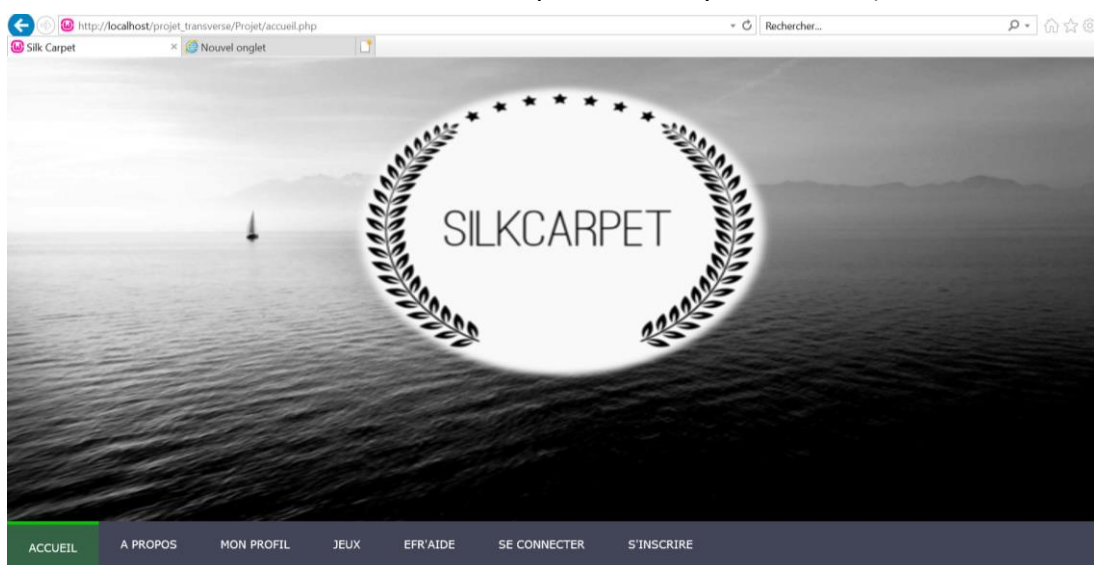 http://localhost/projet_transverse/Projet/accueil.php
Rechercher...
Silk Carpet
Nouvel onglet
SILKCARPET
ACCUEIL A PROPOS MON PROFIL JEUX EFR'AIDE SE CONNECTER S'INSCRIRE